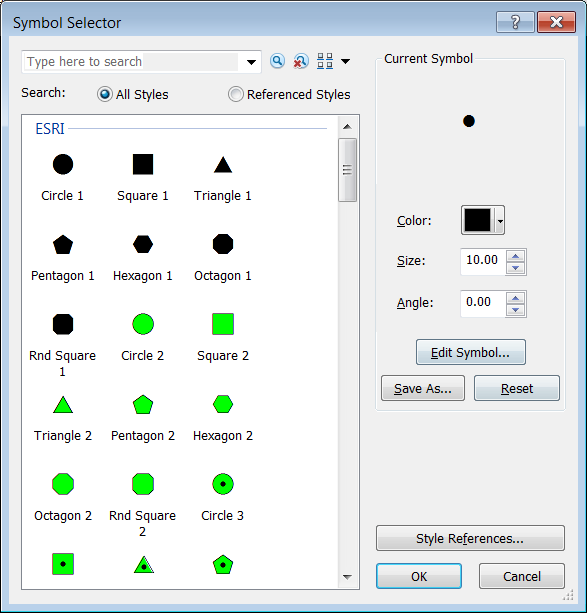 Symbol Selector
Type here to search
Search:
All Styles
Referenced Styles
ESRI
Circle 1
Square 1
Triangle 1
Pentagon 1
Hexagon 1
Octagon 1
Rnd Square
1
Circle 2
Square 2
Triangle 2
Pentagon 2
Hexagon 2
Octagon 2
Rnd Square
2
Circle 3
Current Symbol
Color:
Size:
10.00
Angle:
0.00
Edit Symbol...
Save As...
Reset
Style References...
OK
Cancel